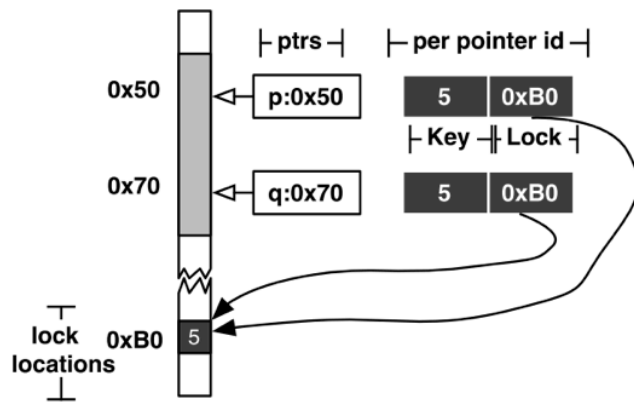 ptrs
per pointer id
0x50
p:0x50
5
0xB0
Key
Lock
0x70
q:0x70
5
0xB0
lock
locations
0xB0
5